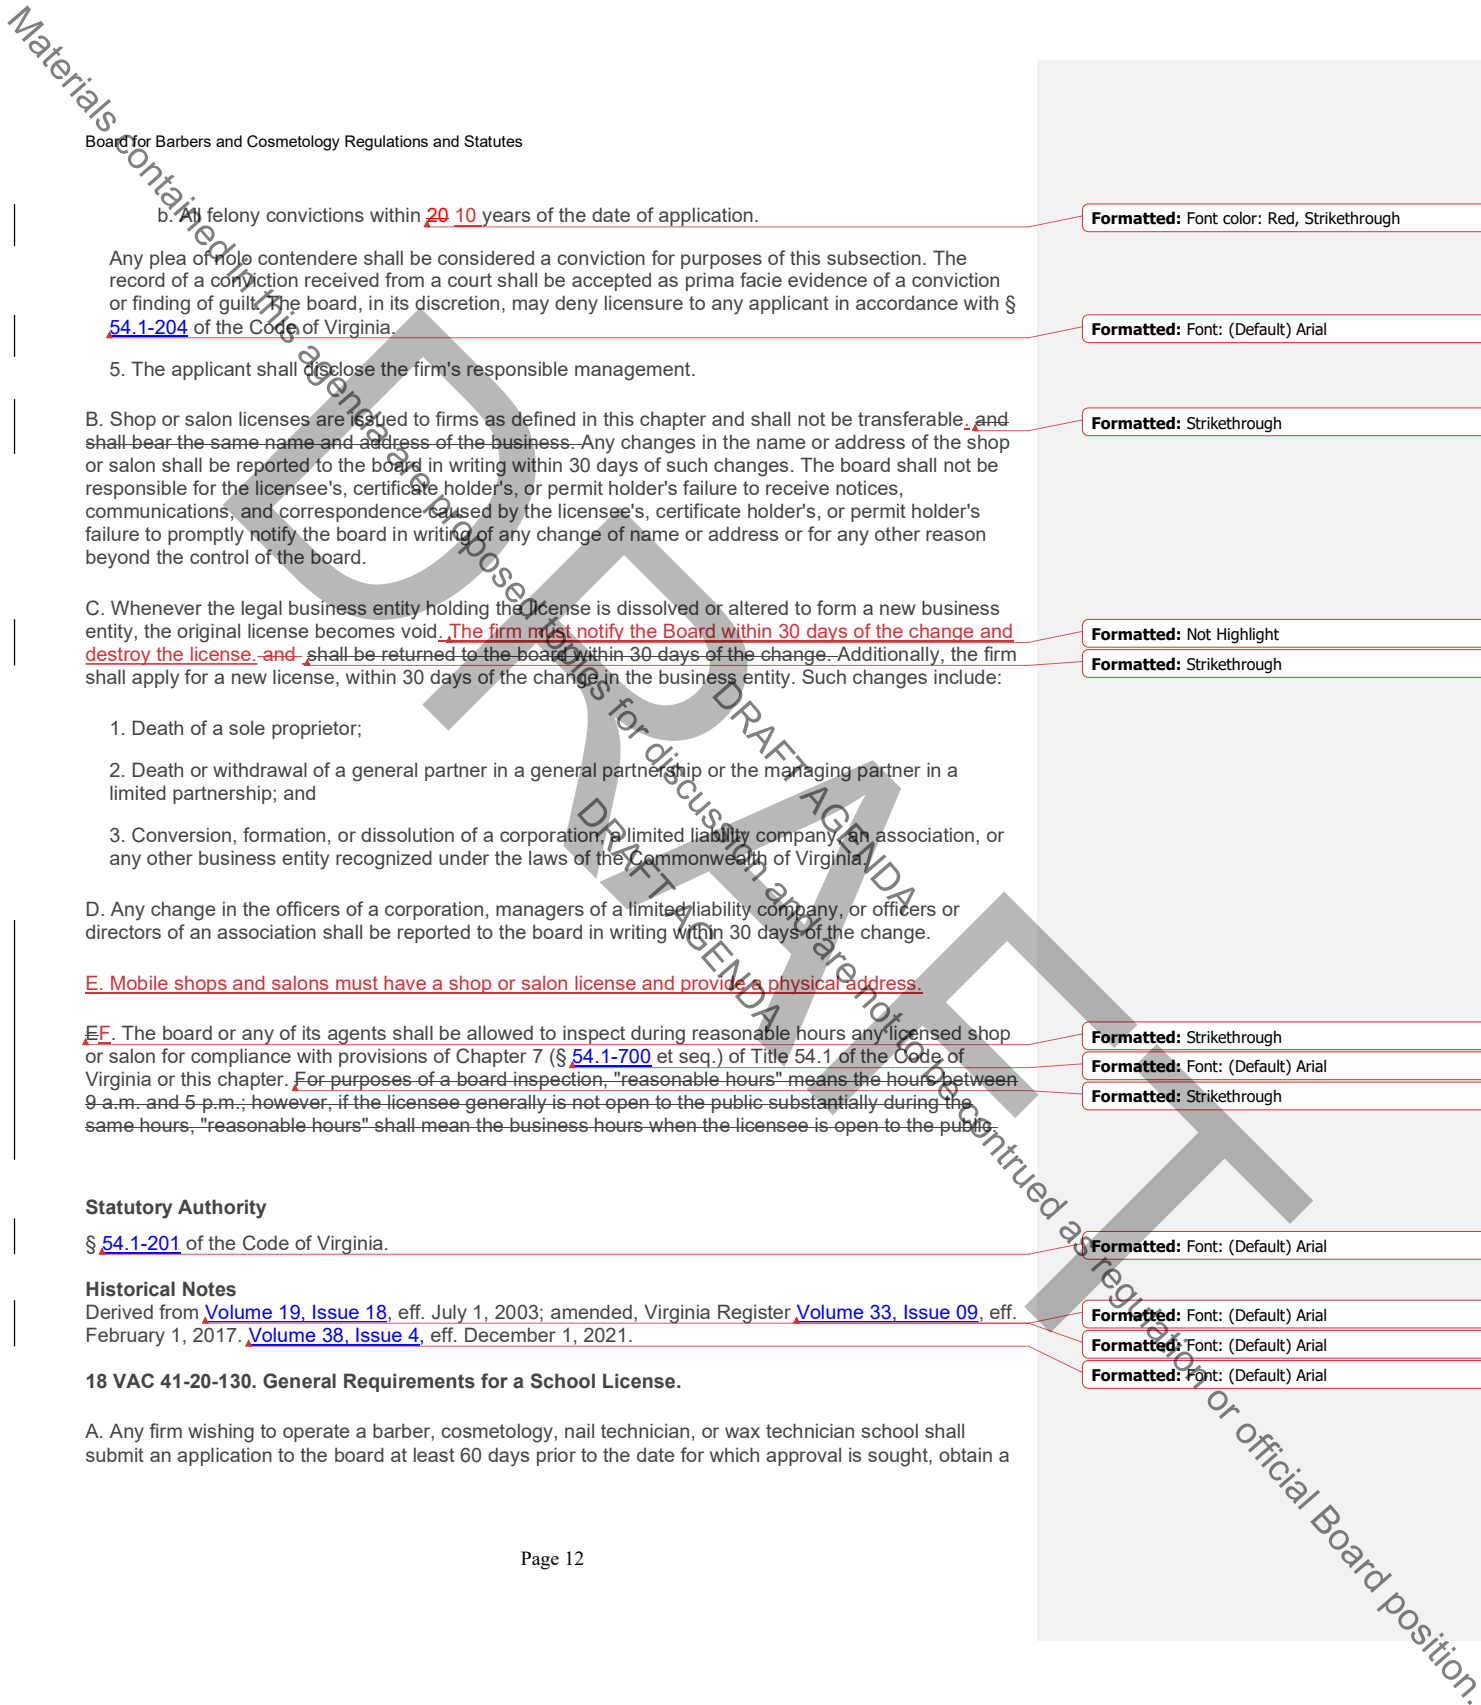 Board for Barbers and Cosmetology Regulations and Statutes
b. All felony convictions within 20 10 years of the date of application.
Any plea of nolo contendere shall be considered a conviction for purposes of this subsection. The
record of a conviction received from a court shall be accepted as prima facie evidence of a conviction
or finding of guilt. The board, in its discretion, may deny licensure to any applicant in accordance with §
54.1-204 of the Code of Virginia.
5. The applicant shall disclose the firm's responsible management.
B. Shop or salon licenses are issued to firms as defined in this chapter and shall not be transferable. and
shall bear the same name and address of the business. Any changes in the name or address of the shop
or salon shall be reported to the board in writing within 30 days of such changes. The board shall not be
responsible for the licensee's, certificate holder's, or permit holder's failure to receive notices,
communications, and correspondence caused by the licensee's, certificate holder's, or permit holder's
failure to promptly notify the board in writing of any change of name or address or for any other reason
beyond the control of the board.
C. Whenever the legal business entity holding the license is dissolved or altered to form a new business
entity, the original license becomes void. The firm must notify the Board within 30 days of the change and
destroy the license. and shall be returned to the board within 30 days of the change. Additionally, the firm
shall apply for a new license, within 30 days of the change in the business entity. Such changes include:
1. Death of a sole proprietor;
2. Death or withdrawal of a general partner in a general partnership or the managing partner in a
limited partnership; and
3. Conversion, formation, or dissolution of a corporation, a limited liability company, an association, or
any other business entity recognized under the laws of the Commonwealth of Virginia.
D. Any change in the officers of a corporation, managers of a limited liability company, or officers or
directors of an association shall be reported to the board in writing within 30 days of the change.
E. Mobile shops and salons must have a shop or salon license and provide a physical address.
EF. The board or any of its agents shall be allowed to inspect during reasonable hours any licensed shop
or salon for compliance with provisions of Chapter 7 (§ 54.1-700 et seq.) of Title 54.1 of the Code of
Virginia or this chapter. For purposes of a board inspection, "reasonable hours" means the hours between
9 a.m. and 5 p.m.; however, if the licensee generally is not open to the public substantially during the
same hours, "reasonable hours" shall mean the business hours when the licensee is open to the public.
Statutory Authority
§ 54.1-201 of the Code of Virginia.
Historical Notes
Derived from Volume 19, Issue 18, eff. July 1, 2003; amended, Virginia Register Volume 33, Issue 09, eff.
February 1, 2017. Volume 38, Issue 4, eff. December 1, 2021.
18 VAC 41-20-130. General Requirements for a School License.
A. Any firm wishing to operate a barber, cosmetology, nail technician, or wax technician school shall
submit an application to the board at least 60 days prior to the date for which approval is sought, obtain a
Page 12
Formatted: Font color: Red, Strikethrough
Formatted: Font: (Default) Arial
Formatted: Strikethrough
Formatted: Not Highlight
Formatted: Strikethrough
Formatted: Strikethrough
Formatted: Font: (Default) Arial
Formatted: Strikethrough
Formatted: Font: (Default) Arial
Formatted: Font: (Default) Arial
Formatted: Font: (Default) Arial
Formatted: Font: (Default) Arial
Materials contained in this agenda are proposed topics for discussion and are not to be contrued as regulation or official Board position.
DRAFT AGENDA
DRAFT AGENDA
DRAFT